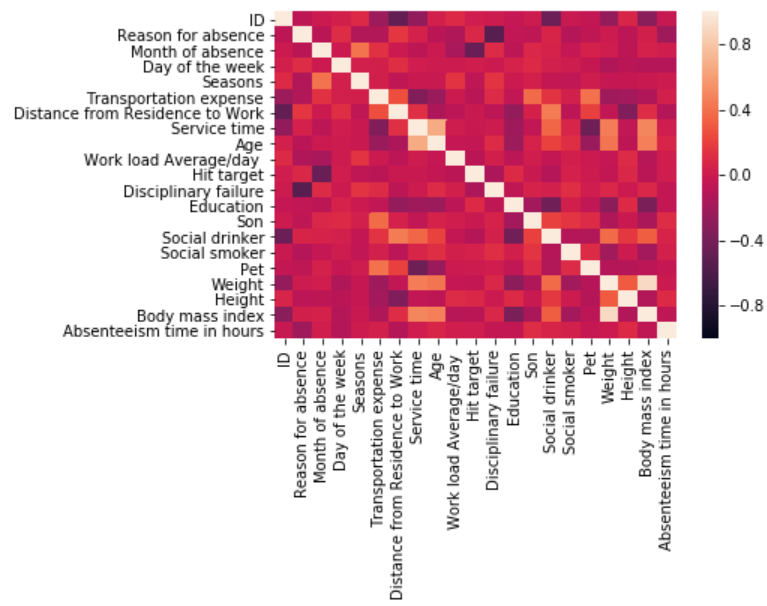 ID
Reason for absence
Month of absence
Day of the week
Seasons
Transportation expense
Distance from Residence to Work
Service time
Age
Work load Average/day
Hit target
Disciplinary failure
Education
Son
Social drinker
Social smoker
Pet
Weight
Height
Body mass index
Absenteeism time in hours
ID
Reason for absence
Month of absence
Day of the week
Seasons
Transportation expense
Distance from Residence to Work
Service time
Age
Work load Average/day
Hit target
Disciplinary failure
Education
Son
Social drinker
Social smoker
Pet
Weight
Height
Body mass index
Absenteeism time in hours
0.8
0.4
0.0
−0.4
−0.8